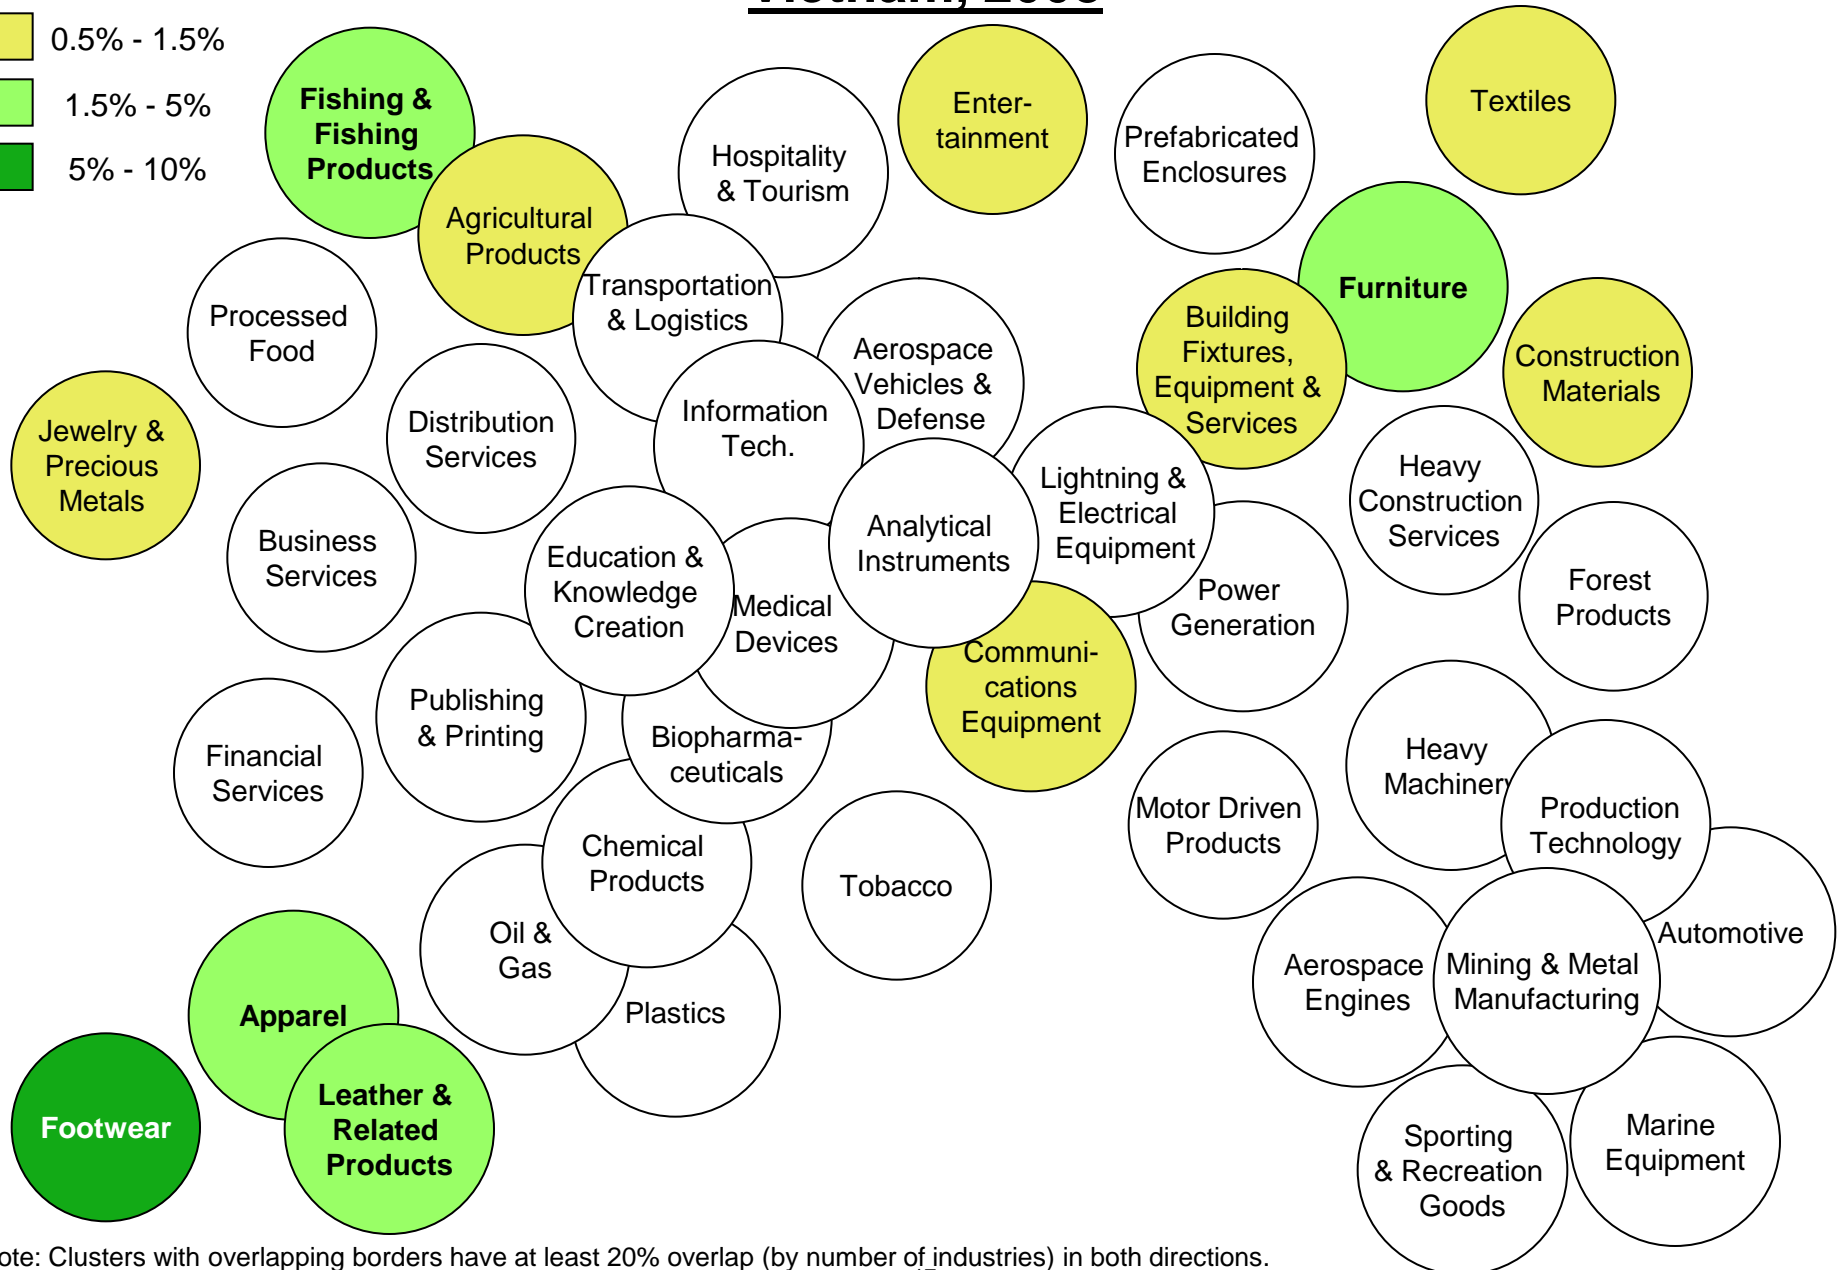 0.5% - 1.5%
1.5% - 5%
5% - 10%
Fishing &
Fishing
Products
Agricultural
Products
Hospitality
& Tourism
Enter-
tainment
Prefabricated
Enclosures
Textiles
Processed
Food
Transportation
& Logistics
Aerospace
Vehicles &
Defense
Building
Fixtures,
Equipment &
Services
Furniture
Construction
Materials
Jewelry &
Precious
Metals
Distribution
Services
Information
Tech.
Lightning &
Electrical
Equipment
Heavy
Construction
Services
Business
Services
Education &
Knowledge
Creation
Medical
Devices
Analytical
Instruments
Power
Generation
Forest
Products
Communi-
cations
Equipment
Financial
Services
Publishing
& Printing
Biopharma-
ceuticals
Motor Driven
Products
Heavy
Machinery
Production
Technology
Chemical
Products
Tobacco
Automotive
Oil &
Gas
Plastics
Aerospace
Engines
Mining & Metal
Manufacturing
Apparel
Footwear
Leather &
Related
Products
Sporting
& Recreation
Goods
Marine
Equipment
ote: Clusters with overlapping borders have at least 20% overlap (by number of industries) in both directions.